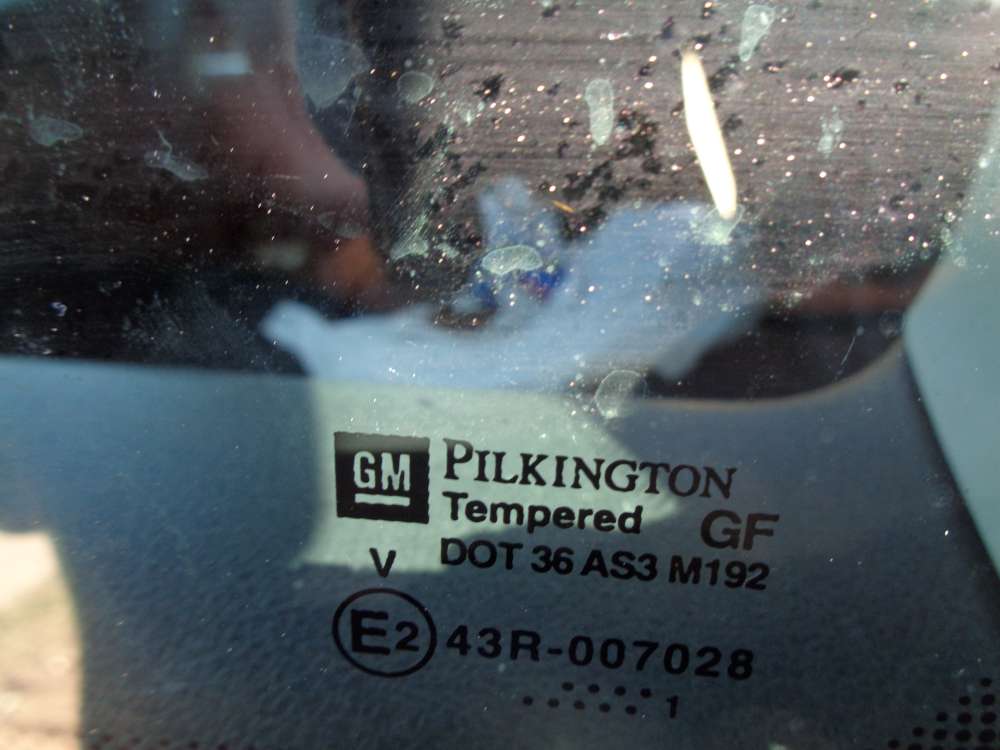 GM PILKINGTON
Tempered GF
V DOT 36 AS3 M192
E2 43R-007028
1